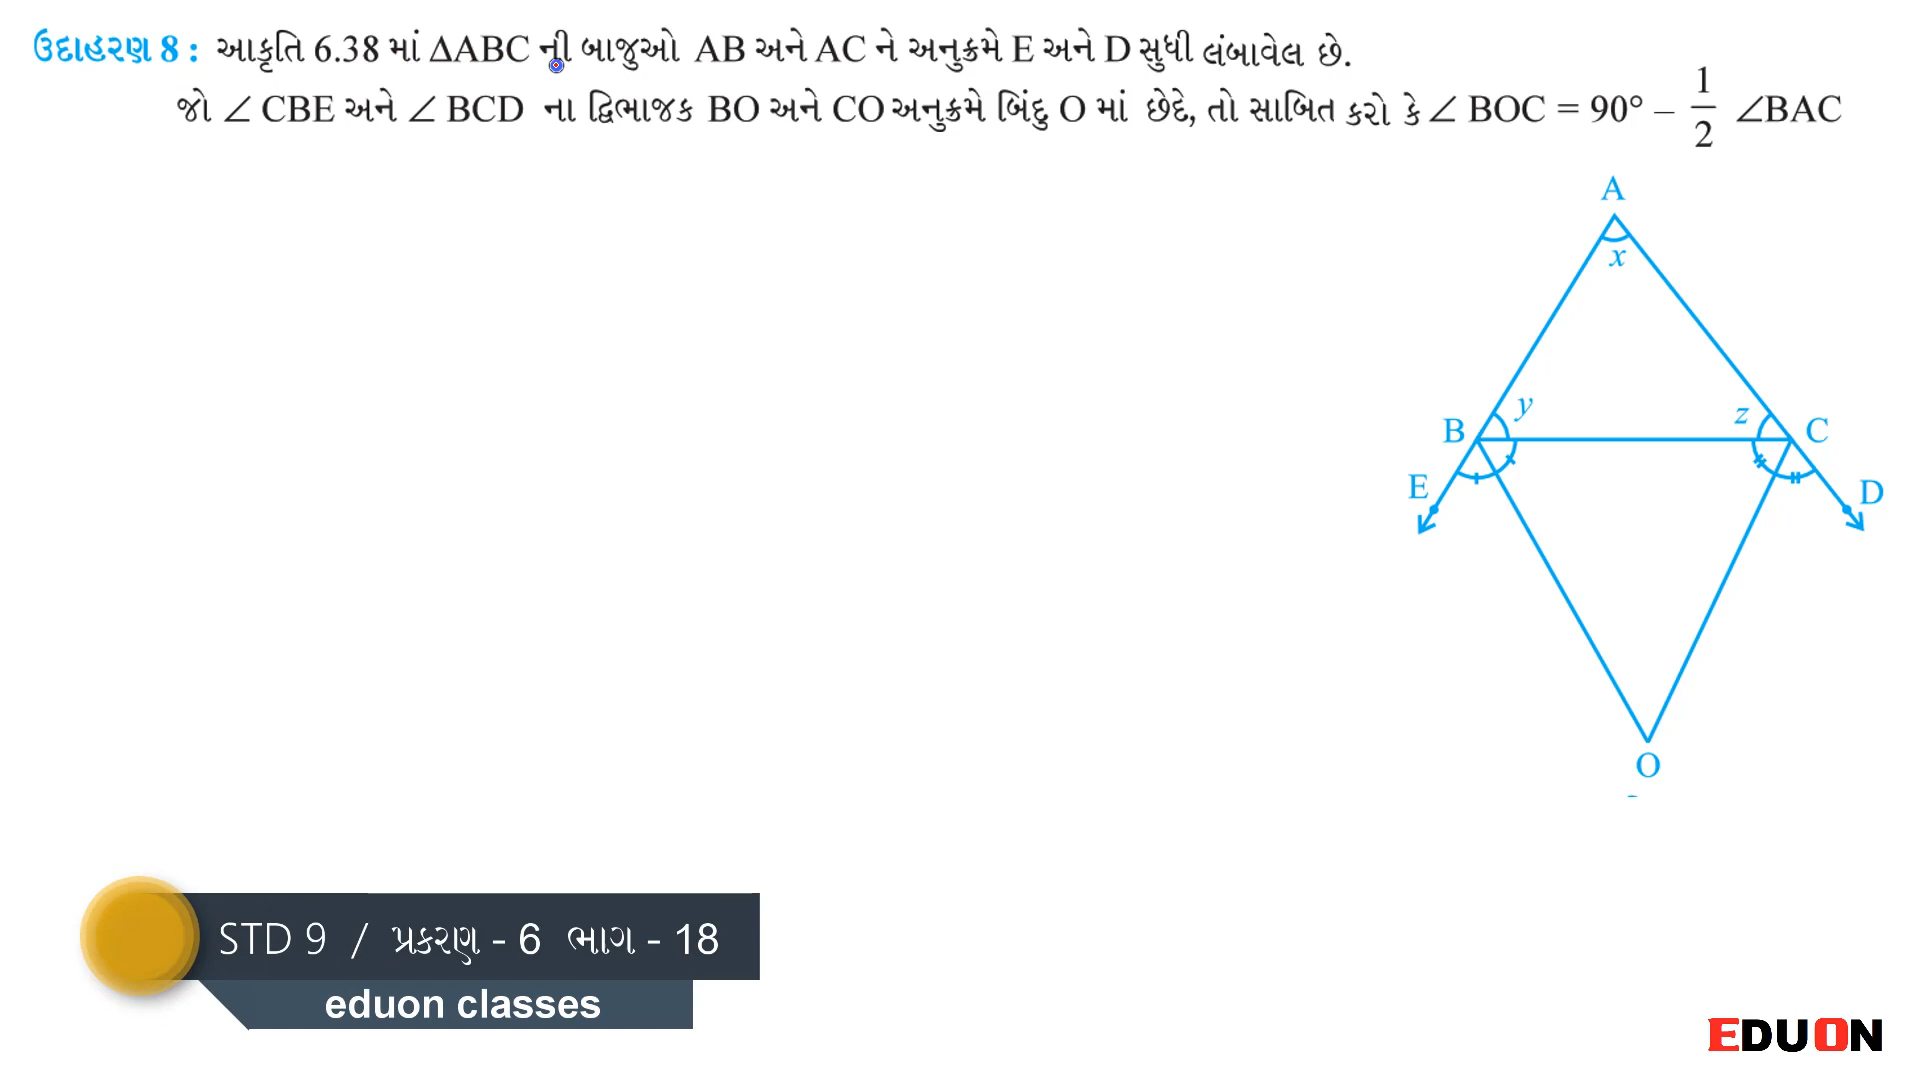 ઉદાહરણ 8 : આકૃતિ 6.38 માં ΔABC ની બાજુઓ AB અને AC ને અનુક્રમે E અને D સુધી લંબાવેલ છે.
જો ∠ CBE અને ∠ BCD ના દ્વિભાજક BO અને CO અનુક્રમે બિંદુ O માં છેદે, તો સાબિત કરો કે ∠ BOC = 90° – 1/2 ∠BAC
A
x
y
z
B
C
E
D
O
STD 9 / પ્રકરણ - 6 ભાગ - 18
eduon classes
EDUON